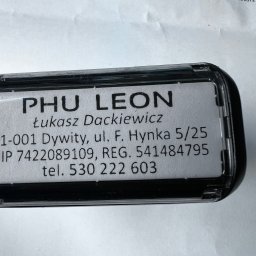 PHU LEON
Łukasz Dackiewicz
1-001 Dywity, ul. F. Hynka 5/25
IP 7422089109, REG. 541484795
tel. 530 222 603